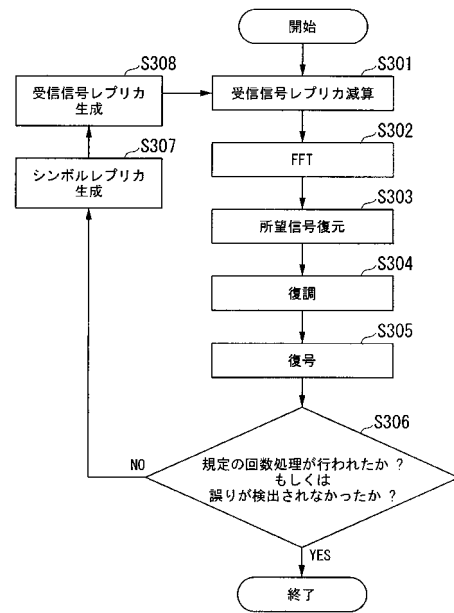 開始
S301
受信信号レプリカ減算
S302
FFT
S303
所望信号復元
S304
復調
S305
復号
S306
規定の回数処理が行われたか ?
もしくは
誤りが検出されなかったか ?
NO
YES
S307
シンボルレプリカ
生成
S308
受信信号レプリカ
生成
終了